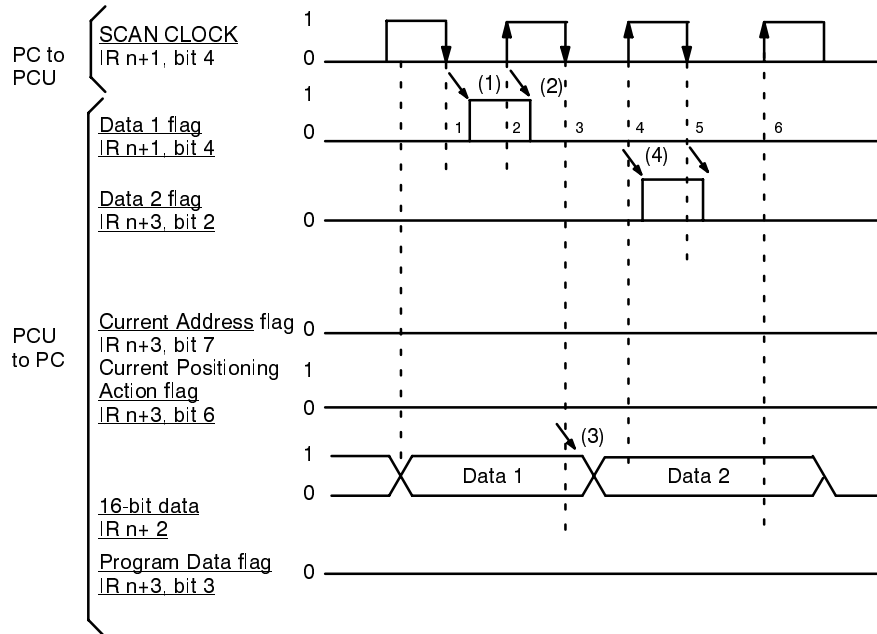 PC to
PCU
SCAN CLOCK
IR n+1, bit 4
1
0
(1)
(2)
1
0
Data 1 flag
IR n+1, bit 4
1
2
3
4
5
6
(4)
Data 2 flag
IR n+3, bit 2
0
PCU
to PC
Current Address flag
IR n+3, bit 7
0
Current Positioning
Action flag
IR n+3, bit 6
1
0
(3)
1
0
Data 1
Data 2
16-bit data
IR n+ 2
Program Data flag
IR n+3, bit 3
0